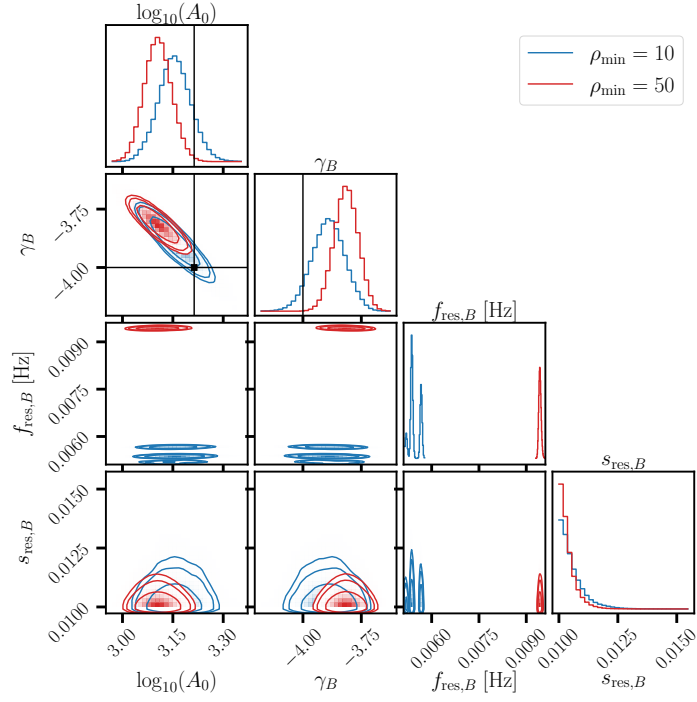 log₁₀(A₀)
ρmin = 10
ρmin = 50
γB
γB
−3.75
−4.00
fres,B [Hz]
fres,B [Hz]
0.0090
0.0075
0.0060
sres,B
sres,B
0.0150
0.0125
0.0100
3.00
3.15
3.30
−4.00
−3.75
0.0060
0.0075
0.0090
0.0100
0.0125
0.0150
log₁₀(A₀)
γB
fres,B [Hz]
sres,B